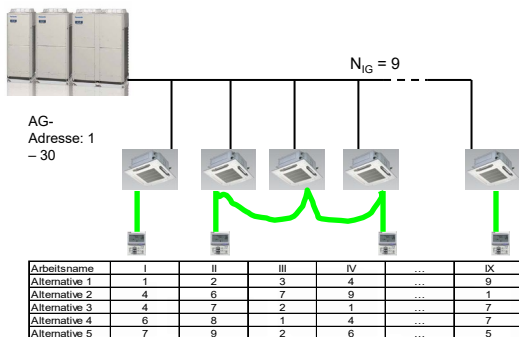 N_IG = 9
AG-
Adresse: 1
– 30
Arbeitsname I II III IV ... IX
Alternative 1 1 2 3 4 ... 9
Alternative 2 4 6 7 9 ... 1
Alternative 3 4 7 2 1 ... 7
Alternative 4 6 8 1 4 ... 7
Alternative 5 7 9 2 6 ... 5